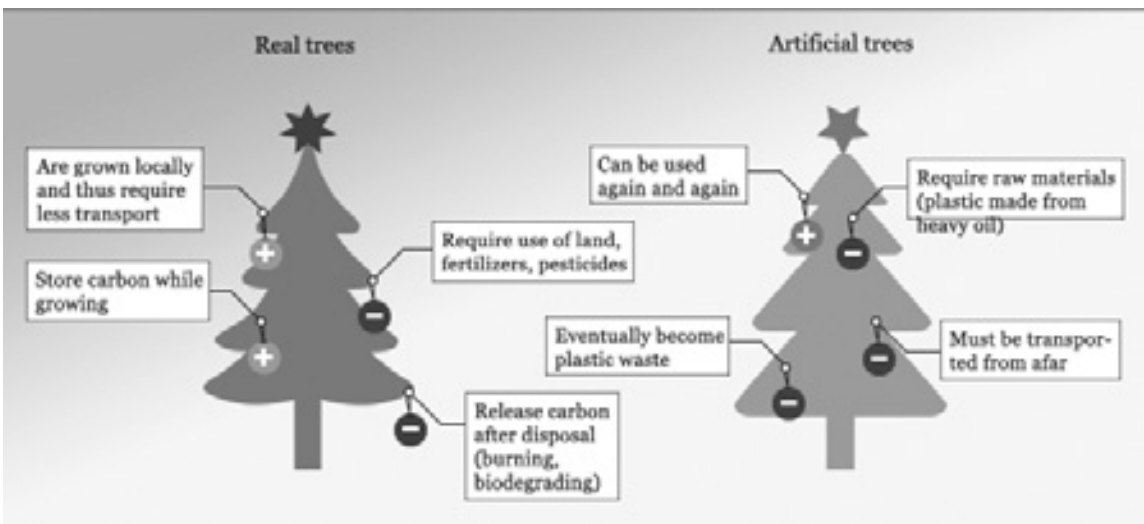 Real trees
Are grown locally
and thus require
less transport
Store carbon while
growing
Require use of land,
fertilizers, pesticides
Release carbon
after disposal
(burning,
biodegrading)
Artificial trees
Can be used
again and again
Require raw materials
(plastic made from
heavy oil)
Eventually become
plastic waste
Must be transpor-
ted from afar